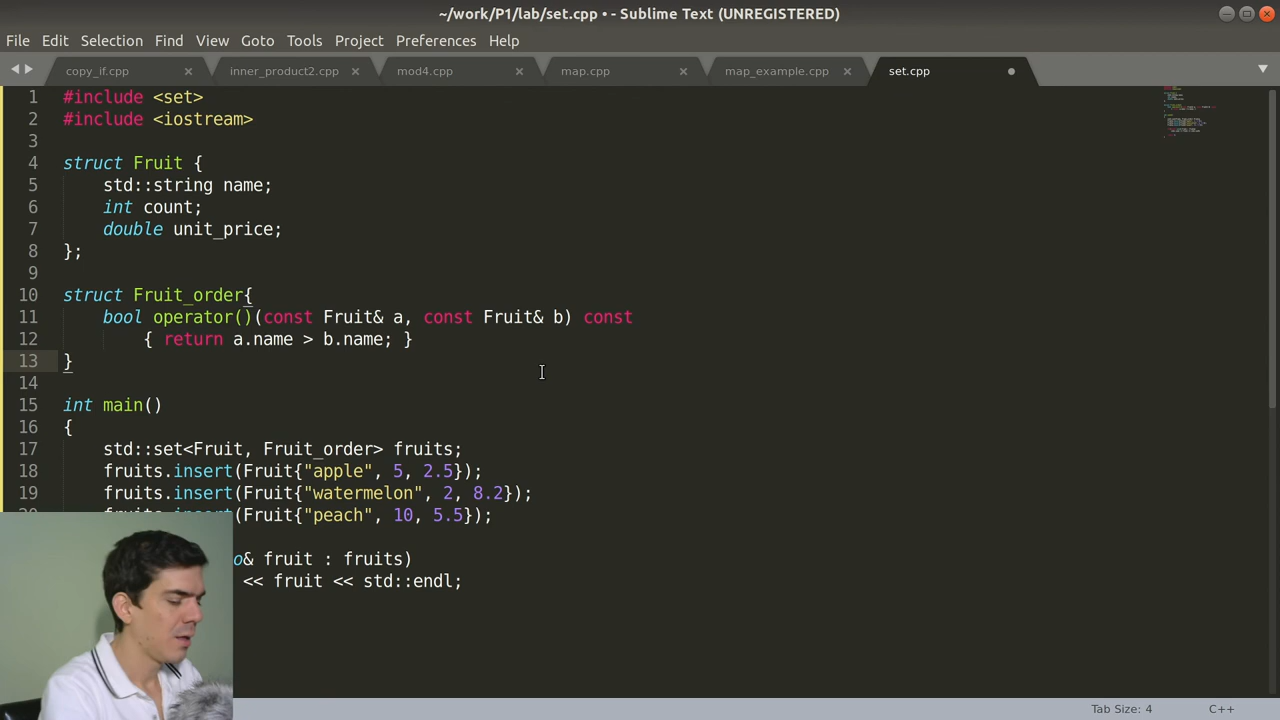 ~/work/P1/lab/set.cpp • - Sublime Text (UNREGISTERED)
File Edit Selection Find View Goto Tools Project Preferences Help
copy_if.cpp × inner_product2.cpp × mod4.cpp × map.cpp × map_example.cpp × set.cpp
1 #include <set>
2 #include <iostream>
3
4 struct Fruit {
5 std::string name;
6 int count;
7 double unit_price;
8 };
9
10 struct Fruit_order{
11 bool operator()(const Fruit& a, const Fruit& b) const
12 { return a.name > b.name; }
13 }
14
15 int main()
16 {
17 std::set<Fruit, Fruit_order> fruits;
18 fruits.insert(Fruit{"apple", 5, 2.5});
19 fruits.insert(Fruit{"watermelon", 2, 8.2});
(Fruit{"peach", 10, 5.5});
o& fruit : fruits)
<< fruit << std::endl;
Tab Size: 4 C++